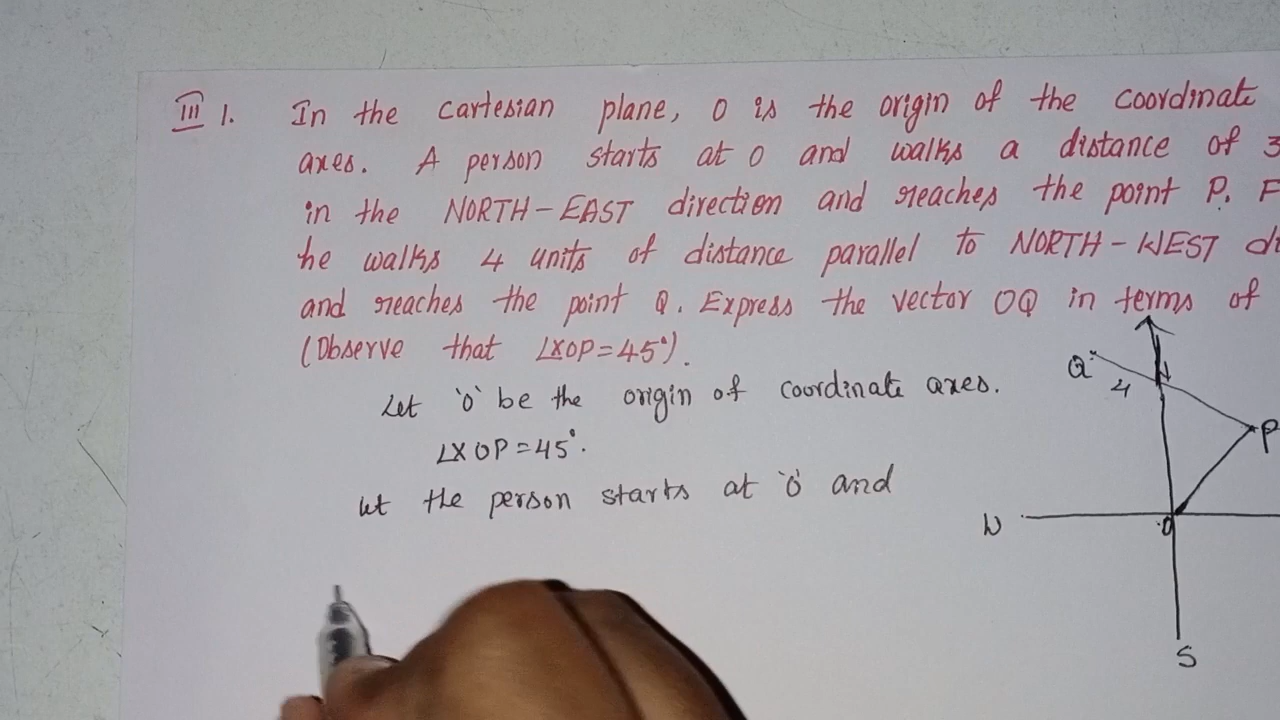 III 1. In the cartesian plane, O is the origin of the coordinate
axes. A person starts at O and walks a distance of 3
in the NORTH-EAST direction and reaches the point P. F
he walks 4 units of distance parallel to NORTH-WEST di
and reaches the point Q. Express the vector OQ in terms of
(Observe that ∠XOP=45°).
Let 'O' be the origin of coordinate axes.
∠XOP=45°.
Let the person starts at 'O' and
N
Q
4
P
W
O
S